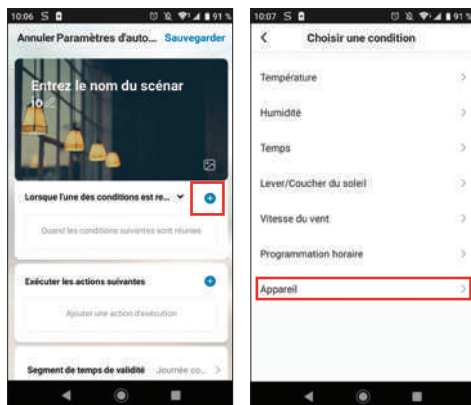 10:06 S 91 %
Annuler Paramètres d'auto... Sauvegarder
Entrez le nom du scénar
io.
Lorsque l'une des conditions est re...
Quand les conditions suivantes sont réunies
Exécuter les actions suivantes
Ajouter une action d'exécution
Segment de temps de validité Journée co...
10:07 S 91 %
Choisir une condition
Température
Humidité
Temps
Lever/Coucher du soleil
Vitesse du vent
Programmation horaire
Appareil